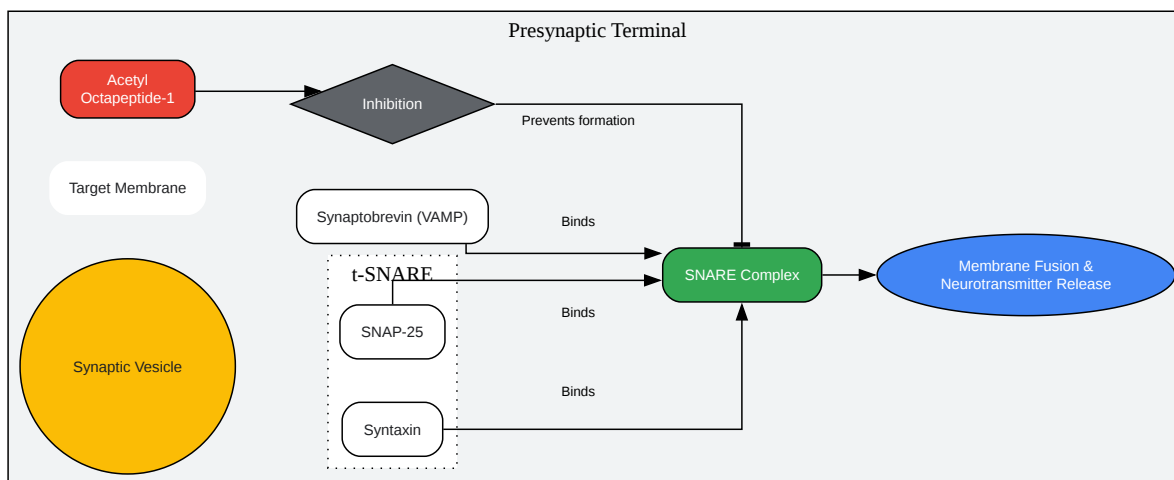 Presynaptic Terminal
Acetyl
Octapeptide-1
Inhibition
Prevents formation
Target Membrane
Synaptobrevin (VAMP)
Binds
t-SNARE
SNARE Complex
Membrane Fusion &
Neurotransmitter Release
SNAP-25
Binds
Synaptic Vesicle
Syntaxin
Binds